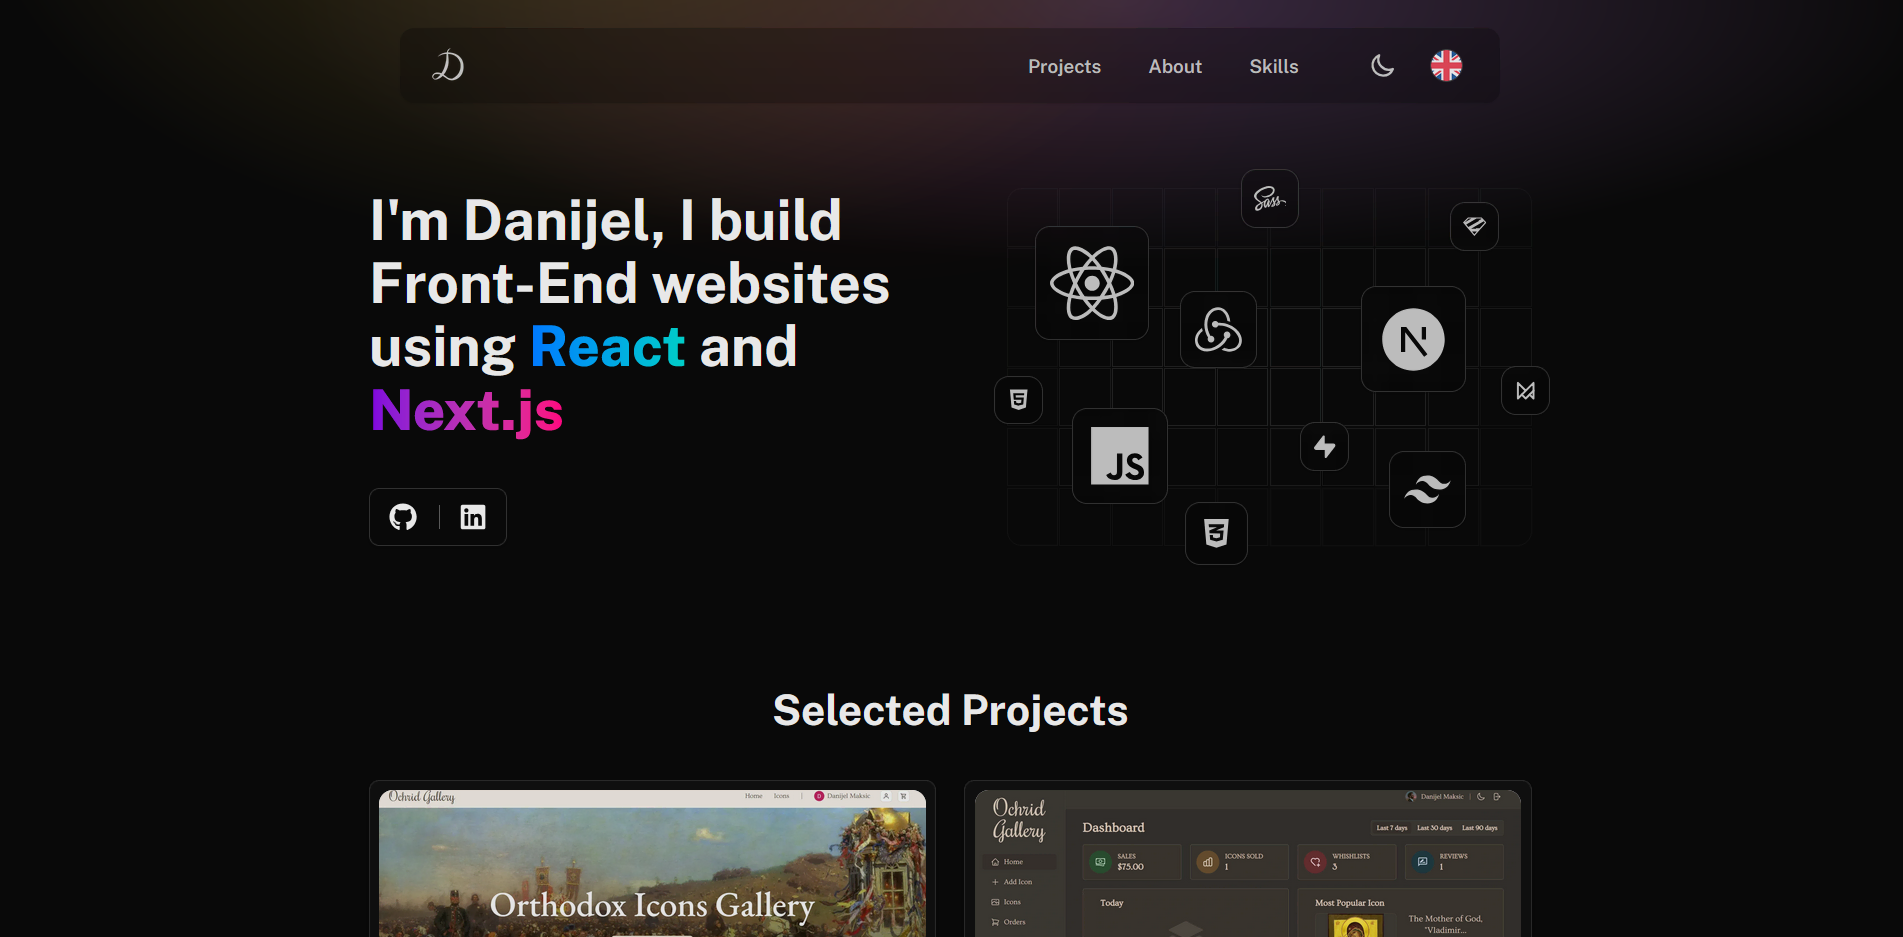 D
Projects About Skills
I'm Danijel, I build
Front-End websites
using React and
Next.js
Sass
N
5
JS
3
Selected Projects
Ochrid Gallery
Home Icons | D Danijel Maksic
Orthodox Icons Gallery
Ochrid
Gallery
Home
Add Icon
Icons
Orders
Danijel Maksic
Dashboard
Last 7 days Last 30 days Last 90 days
SALES
$75.00
ICONS SOLD
1
WHISHLISTS
3
REVIEWS
1
Today
Most Popular Icon
The Mother of God,
"Vladimir...